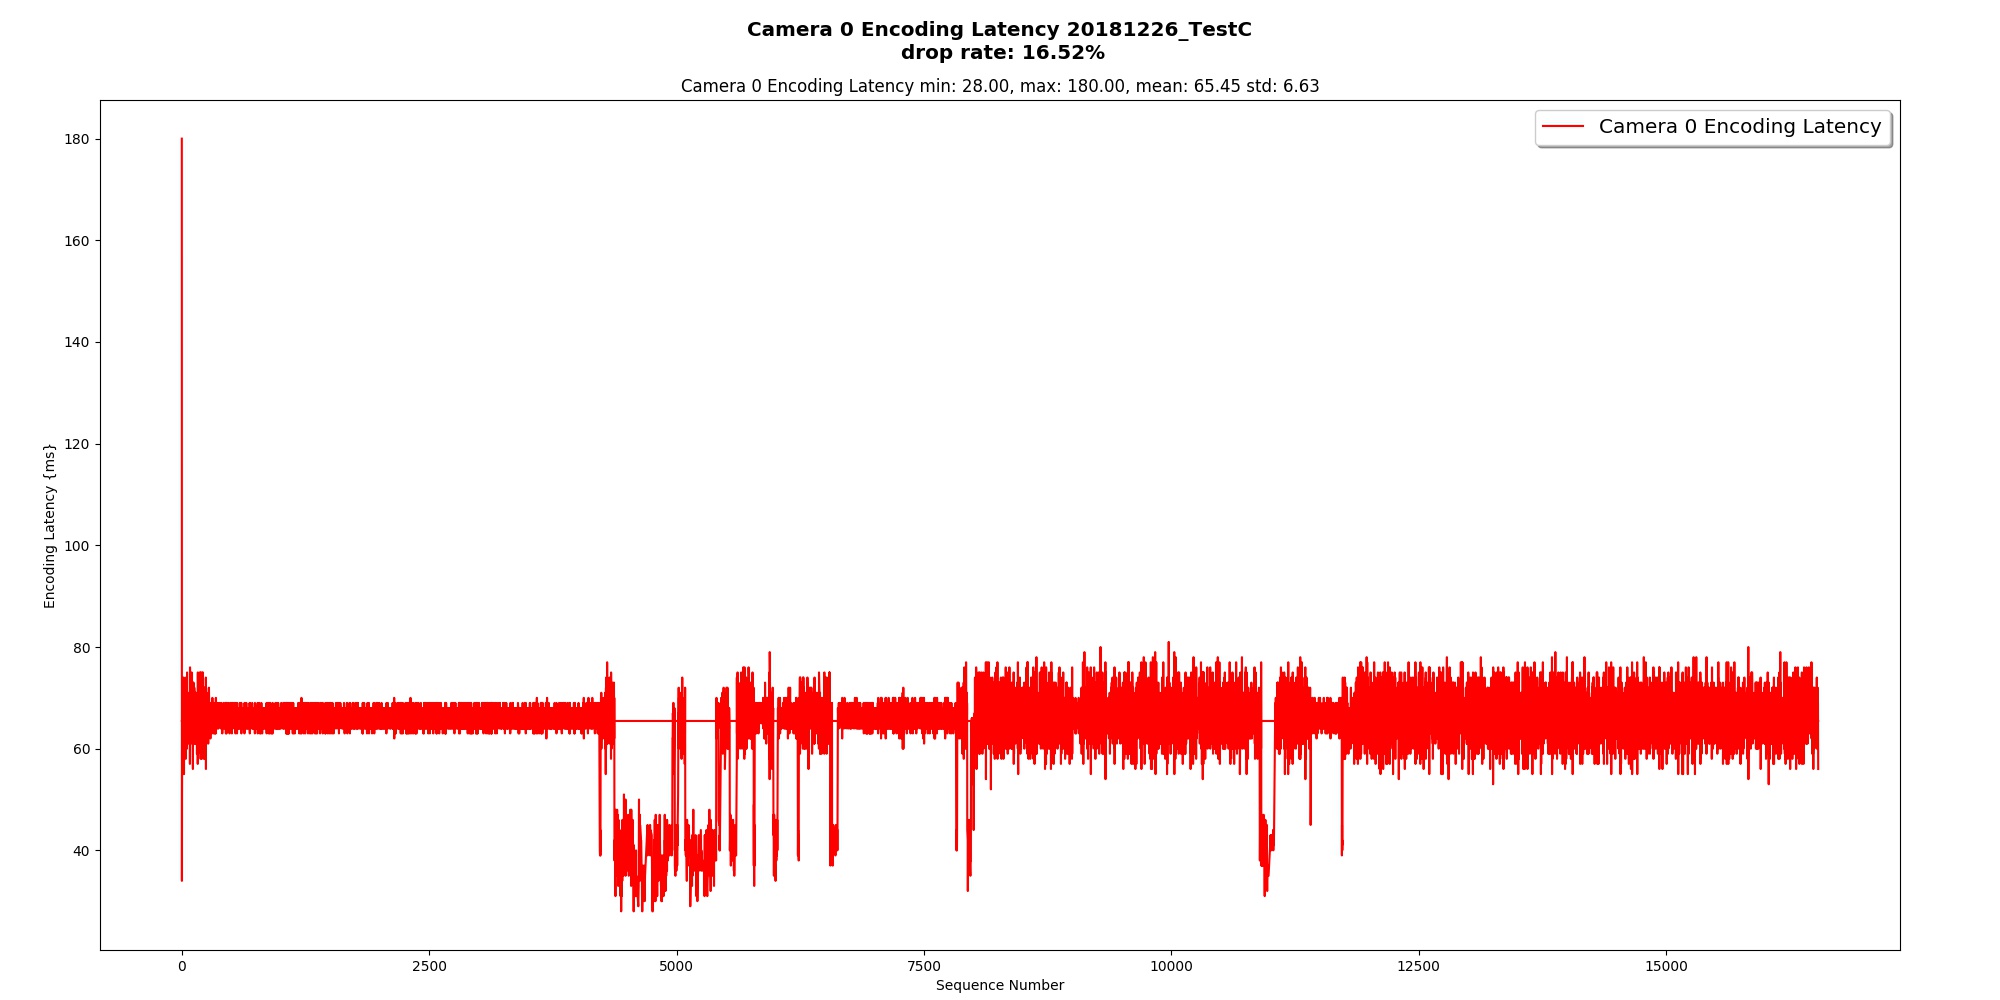 Camera 0 Encoding Latency 20181226_TestC
drop rate: 16.52%
Camera 0 Encoding Latency min: 28.00, max: 180.00, mean: 65.45 std: 6.63
Camera 0 Encoding Latency
180
160
140
120
100
80
60
40
Encoding Latency {ms}
0 2500 5000 7500 10000 12500 15000
Sequence Number